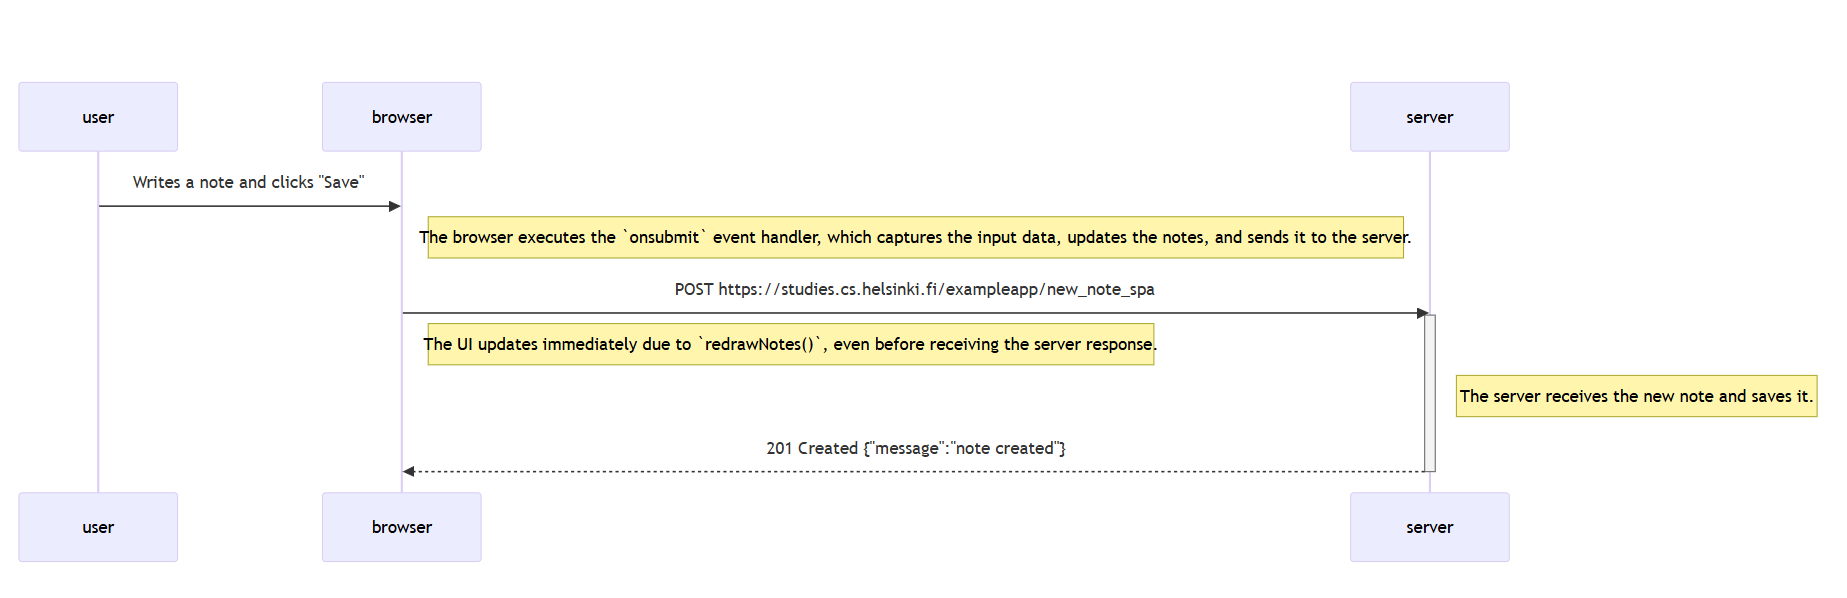 user
browser
server
Writes a note and clicks "Save"
The browser executes the `onsubmit` event handler, which captures the input data, updates the notes, and sends it to the server.
POST https://studies.cs.helsinki.fi/exampleapp/new_note_spa
The UI updates immediately due to `redrawNotes()`, even before receiving the server response.
The server receives the new note and saves it.
201 Created {"message":"note created"}
user
browser
server